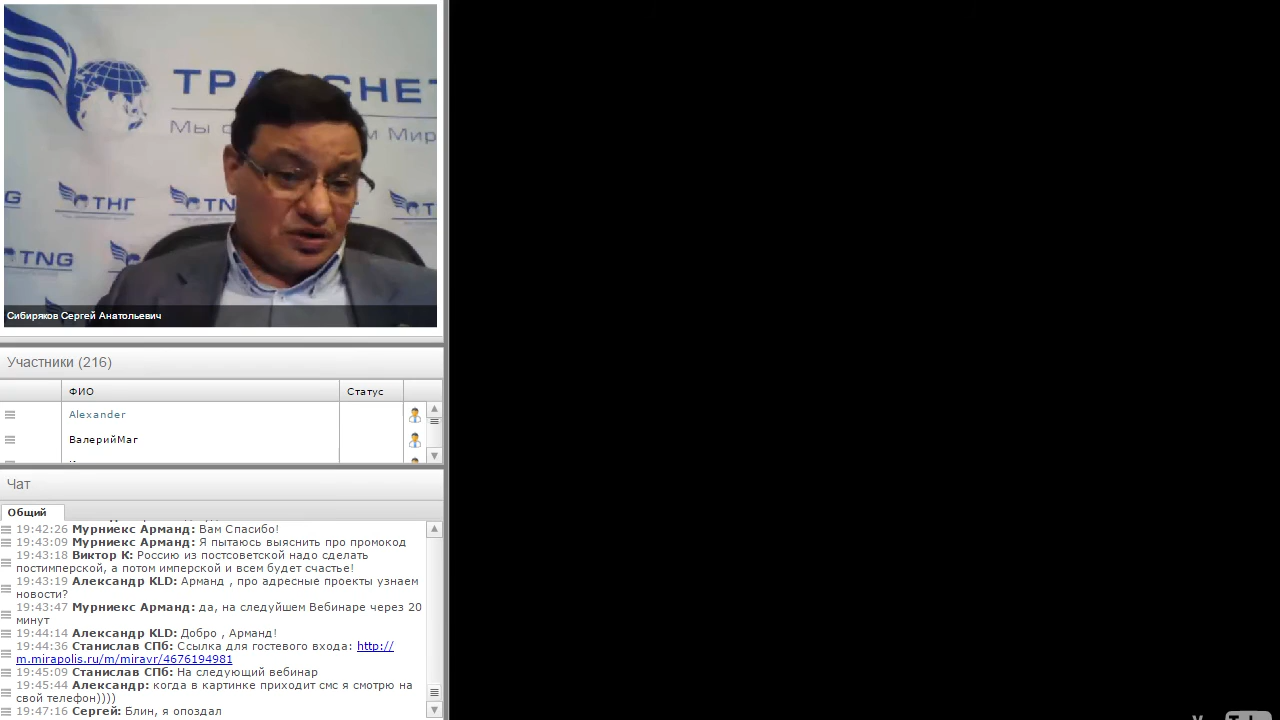 ТРАНСНЕТ
Мы
м Мир
G
ТНГ
TNG
TNG
Сибиряков Сергей Анатольевич
Участники (216)
ФИО
Статус
Alexander
ВалерийМаг
Чат
Общий
19:42:26 Мурниекс Арманд: Вам Спасибо!
19:43:09 Мурниекс Арманд: Я пытаюсь выяснить про промокод
19:43:18 Виктор К: Россию из постсоветской надо сделать
постимперской, а потом имперской и всем будет счастье!
19:43:19 Александр KLD: Арманд , про адресные проекты узнаем
новости?
19:43:47 Мурниекс Арманд: да, на следуйшем Вебинаре через 20
минут
19:44:14 Александр KLD: Добро , Арманд!
19:44:36 Станислав СПб: Ссылка для гостевого входа: http://
m.mirapolis.ru/m/miravr/4676194981
19:45:09 Станислав СПб: На следующий вебинар
19:45:44 Александр: когда в картинке приходит смс я смотрю на
свой телефон))))
19:47:16 Сергей: Блин, я опоздал